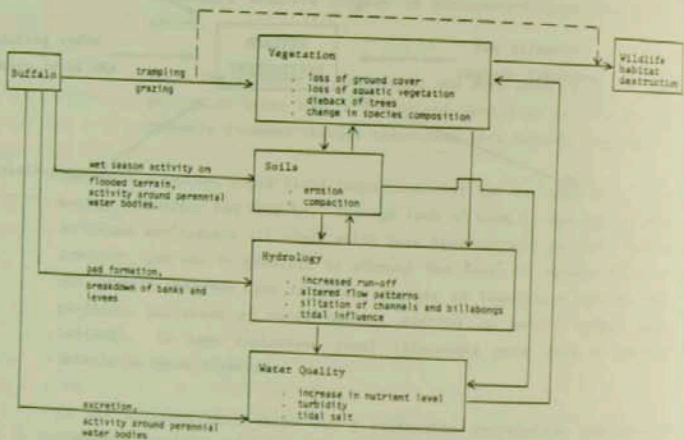 Buffalo
trampling
grazing
Vegetation
. loss of ground cover
. loss of aquatic vegetation
. dieback of trees
. change in species composition
Wildlife
habitat
destruction
wet season activity on
flooded terrain,
activity around perennial
water bodies.
Soils
. erosion
. compaction
pad formation,
breakdown of banks and
levees
Hydrology
. increased run-off
. altered flow patterns
. siltation of channels and billabongs
. tidal influence
excretion,
activity around perennial
water bodies
Water Quality
. increase in nutrient level
. turbidity
. tidal salt